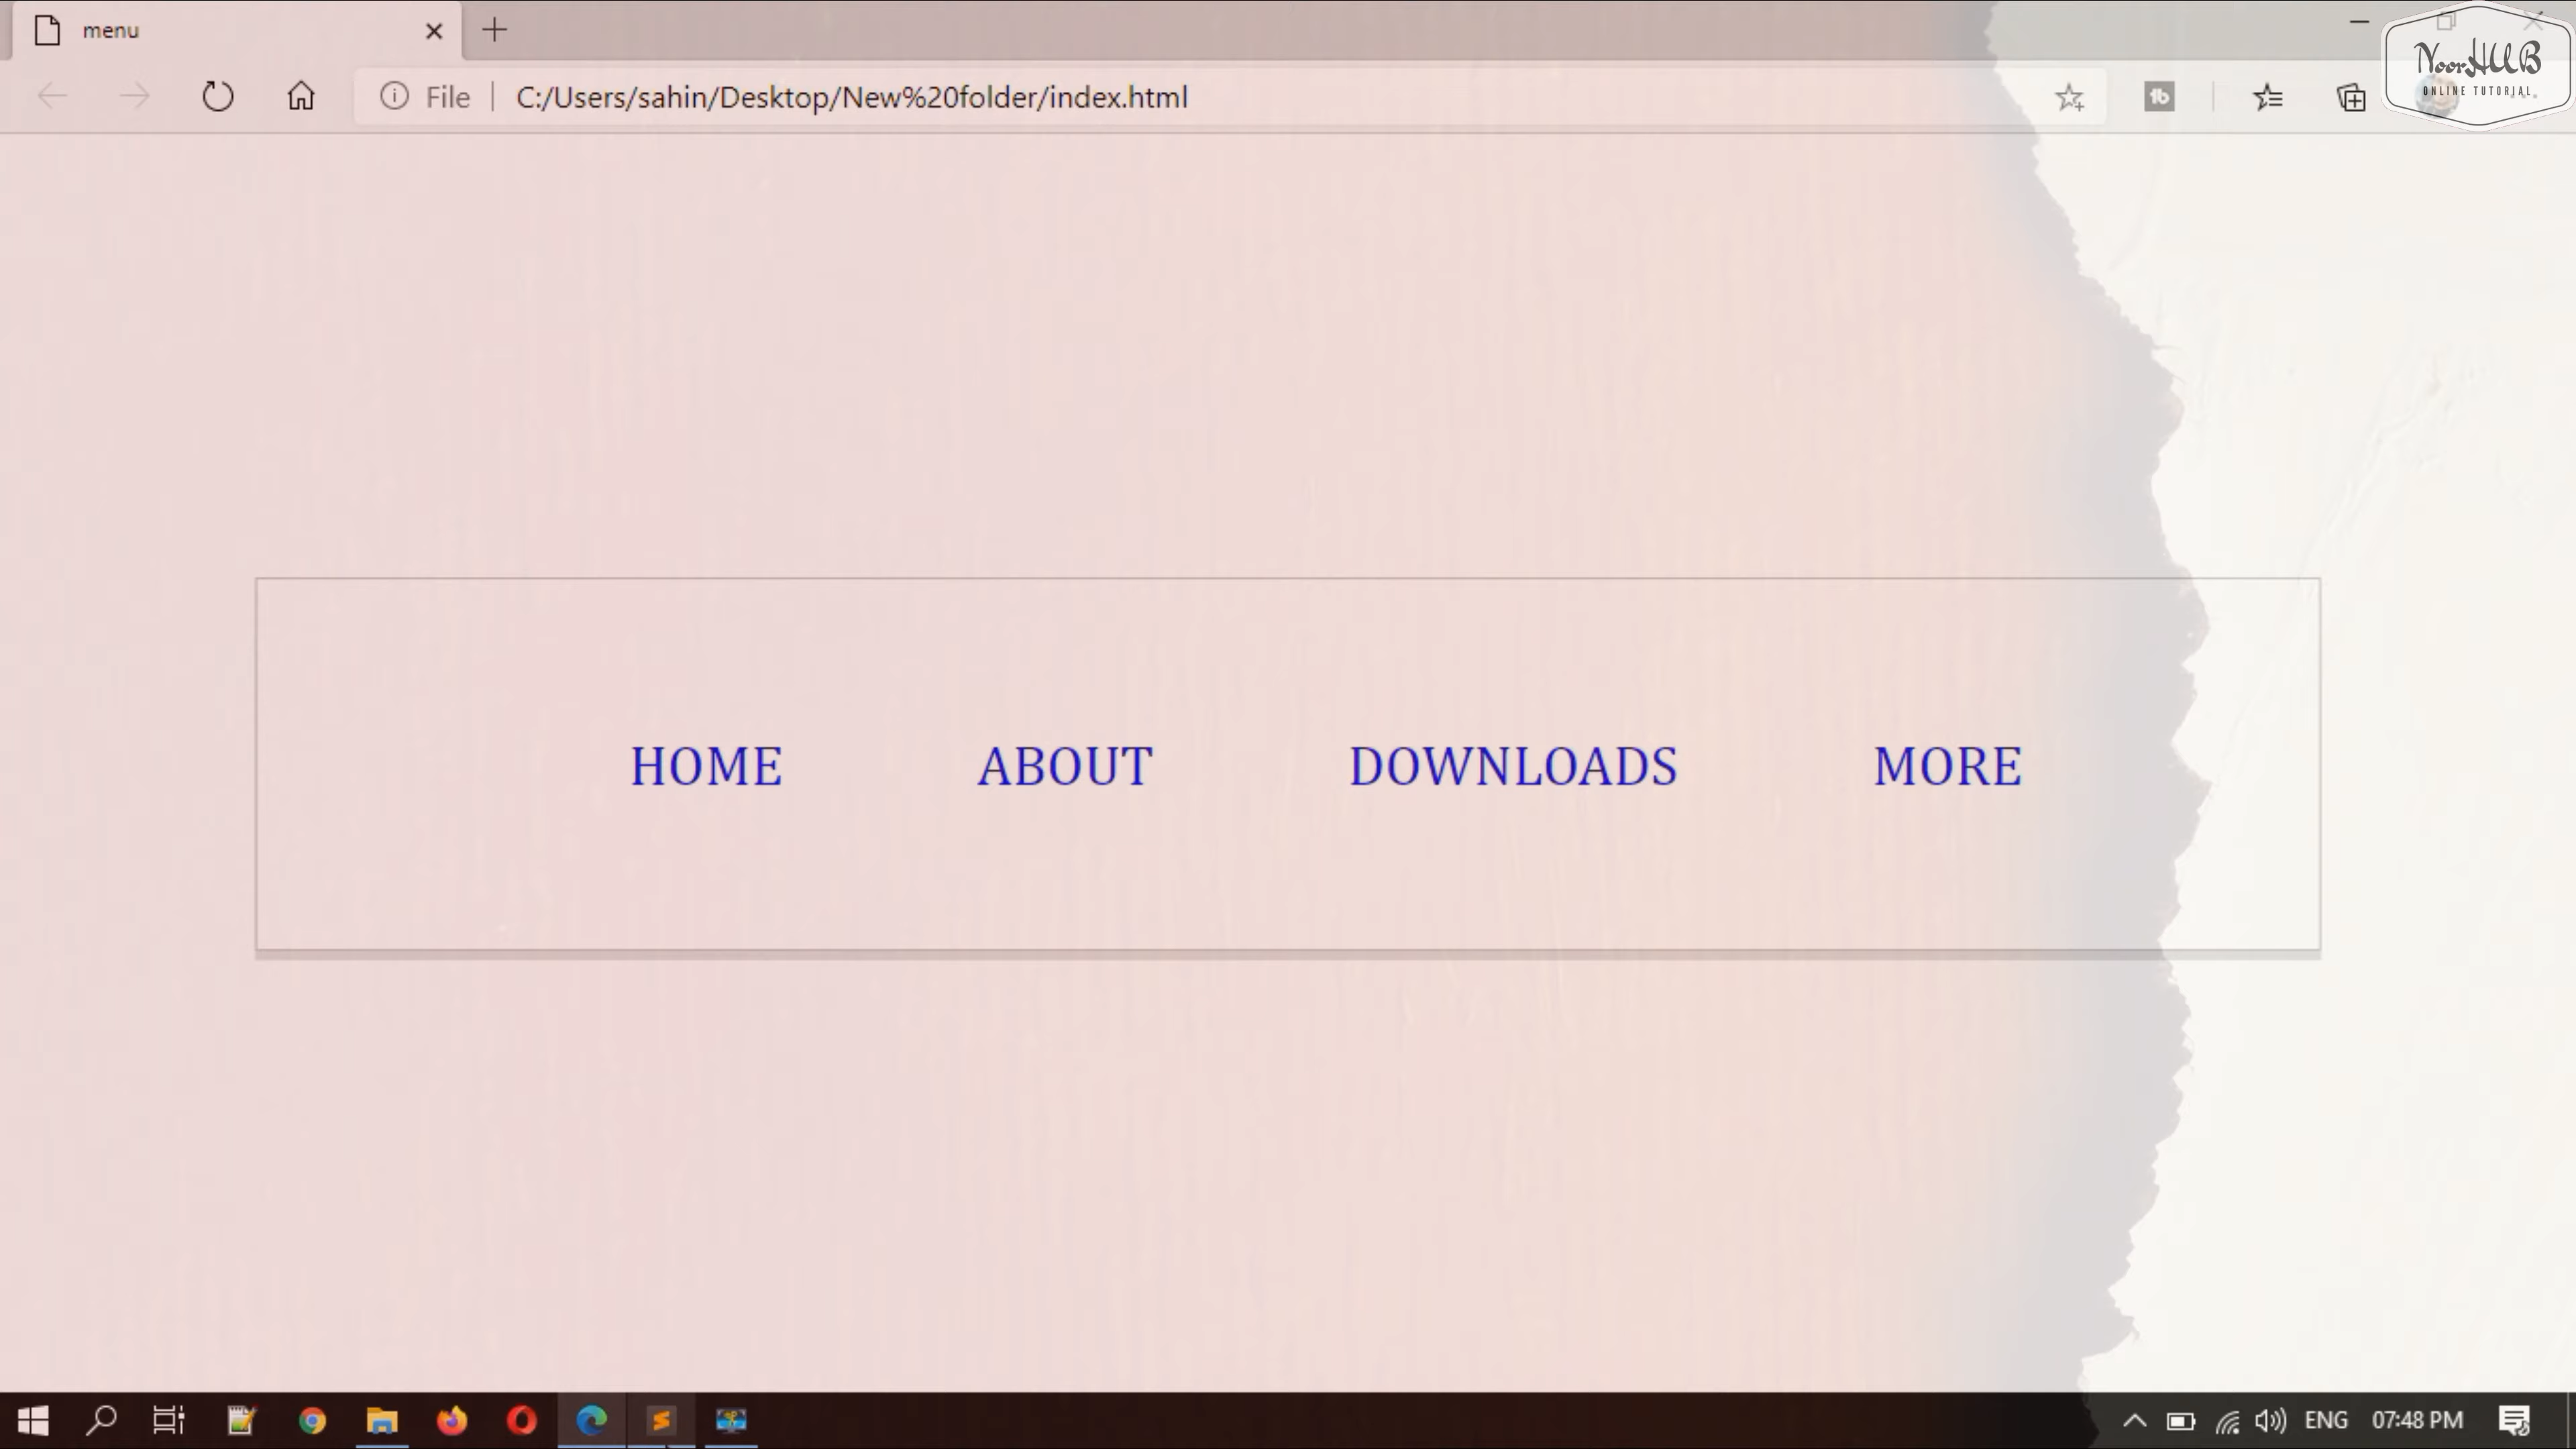 menu
File
C:/Users/sahin/Desktop/New%20folder/index.html
NoorHUB
ONLINE TUTORIAL
HOME ABOUT DOWNLOADS MORE
ENG 07:48 PM